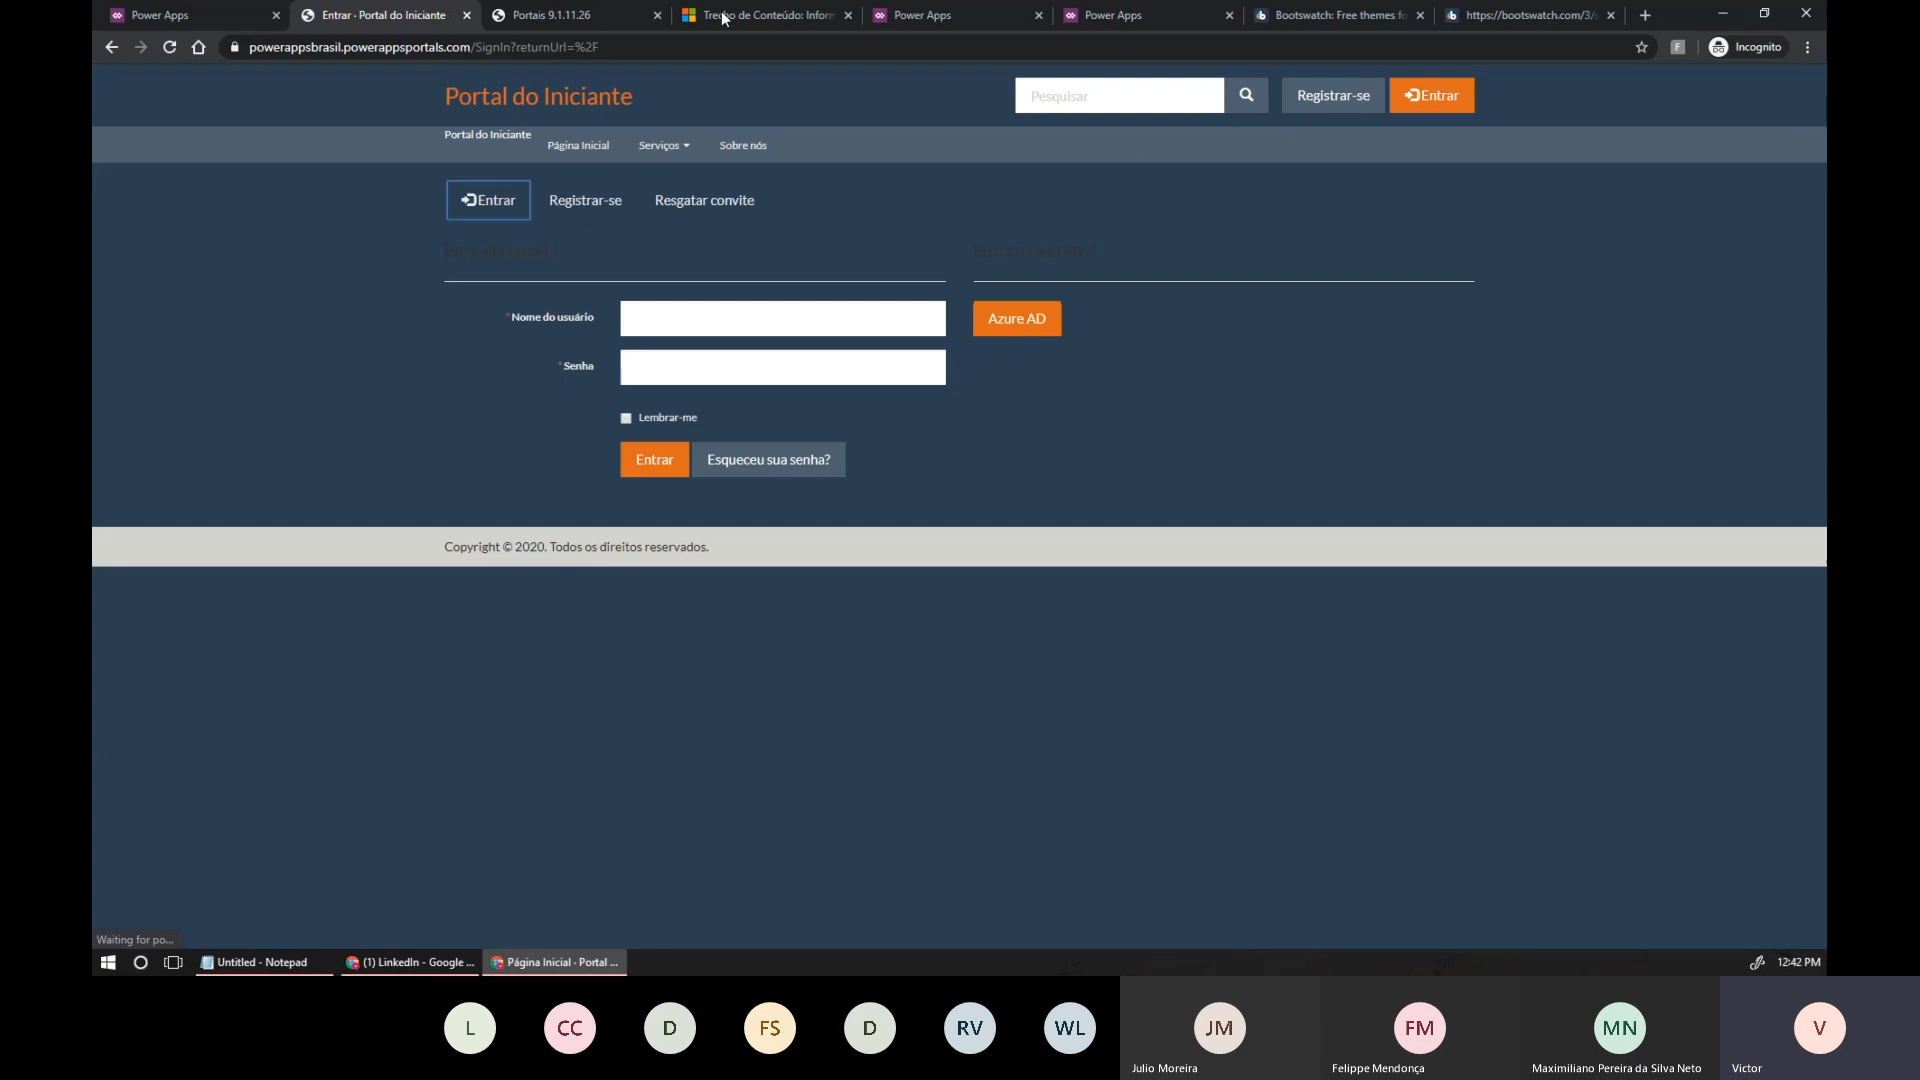 Power Apps
Entrar · Portal do Iniciante
Portais 9.1.11.26
Trecho de Conteúdo: Inform
Power Apps
Power Apps
Bootswatch: Free themes fo
https://bootswatch.com/3/
powerappsbrasil.powerappsportals.com/SignIn?returnUrl=%2F
F
Incognito
Portal do Iniciante
Pesquisar
Registrar-se
Entrar
Portal do Iniciante
Página Inicial
Serviços
Sobre nós
Entrar
Registrar-se
Resgatar convite
* Nome do usuário
Azure AD
* Senha
Lembrar-me
Entrar
Esqueceu sua senha?
Copyright © 2020. Todos os direitos reservados.
Waiting for po...
Untitled - Notepad
(1) LinkedIn - Google ...
Página Inicial · Portal ...
12:42 PM
L
CC
D
FS
D
RV
WL
JM
FM
MN
V
Julio Moreira
Felippe Mendonça
Maximiliano Pereira da Silva Neto
Victor